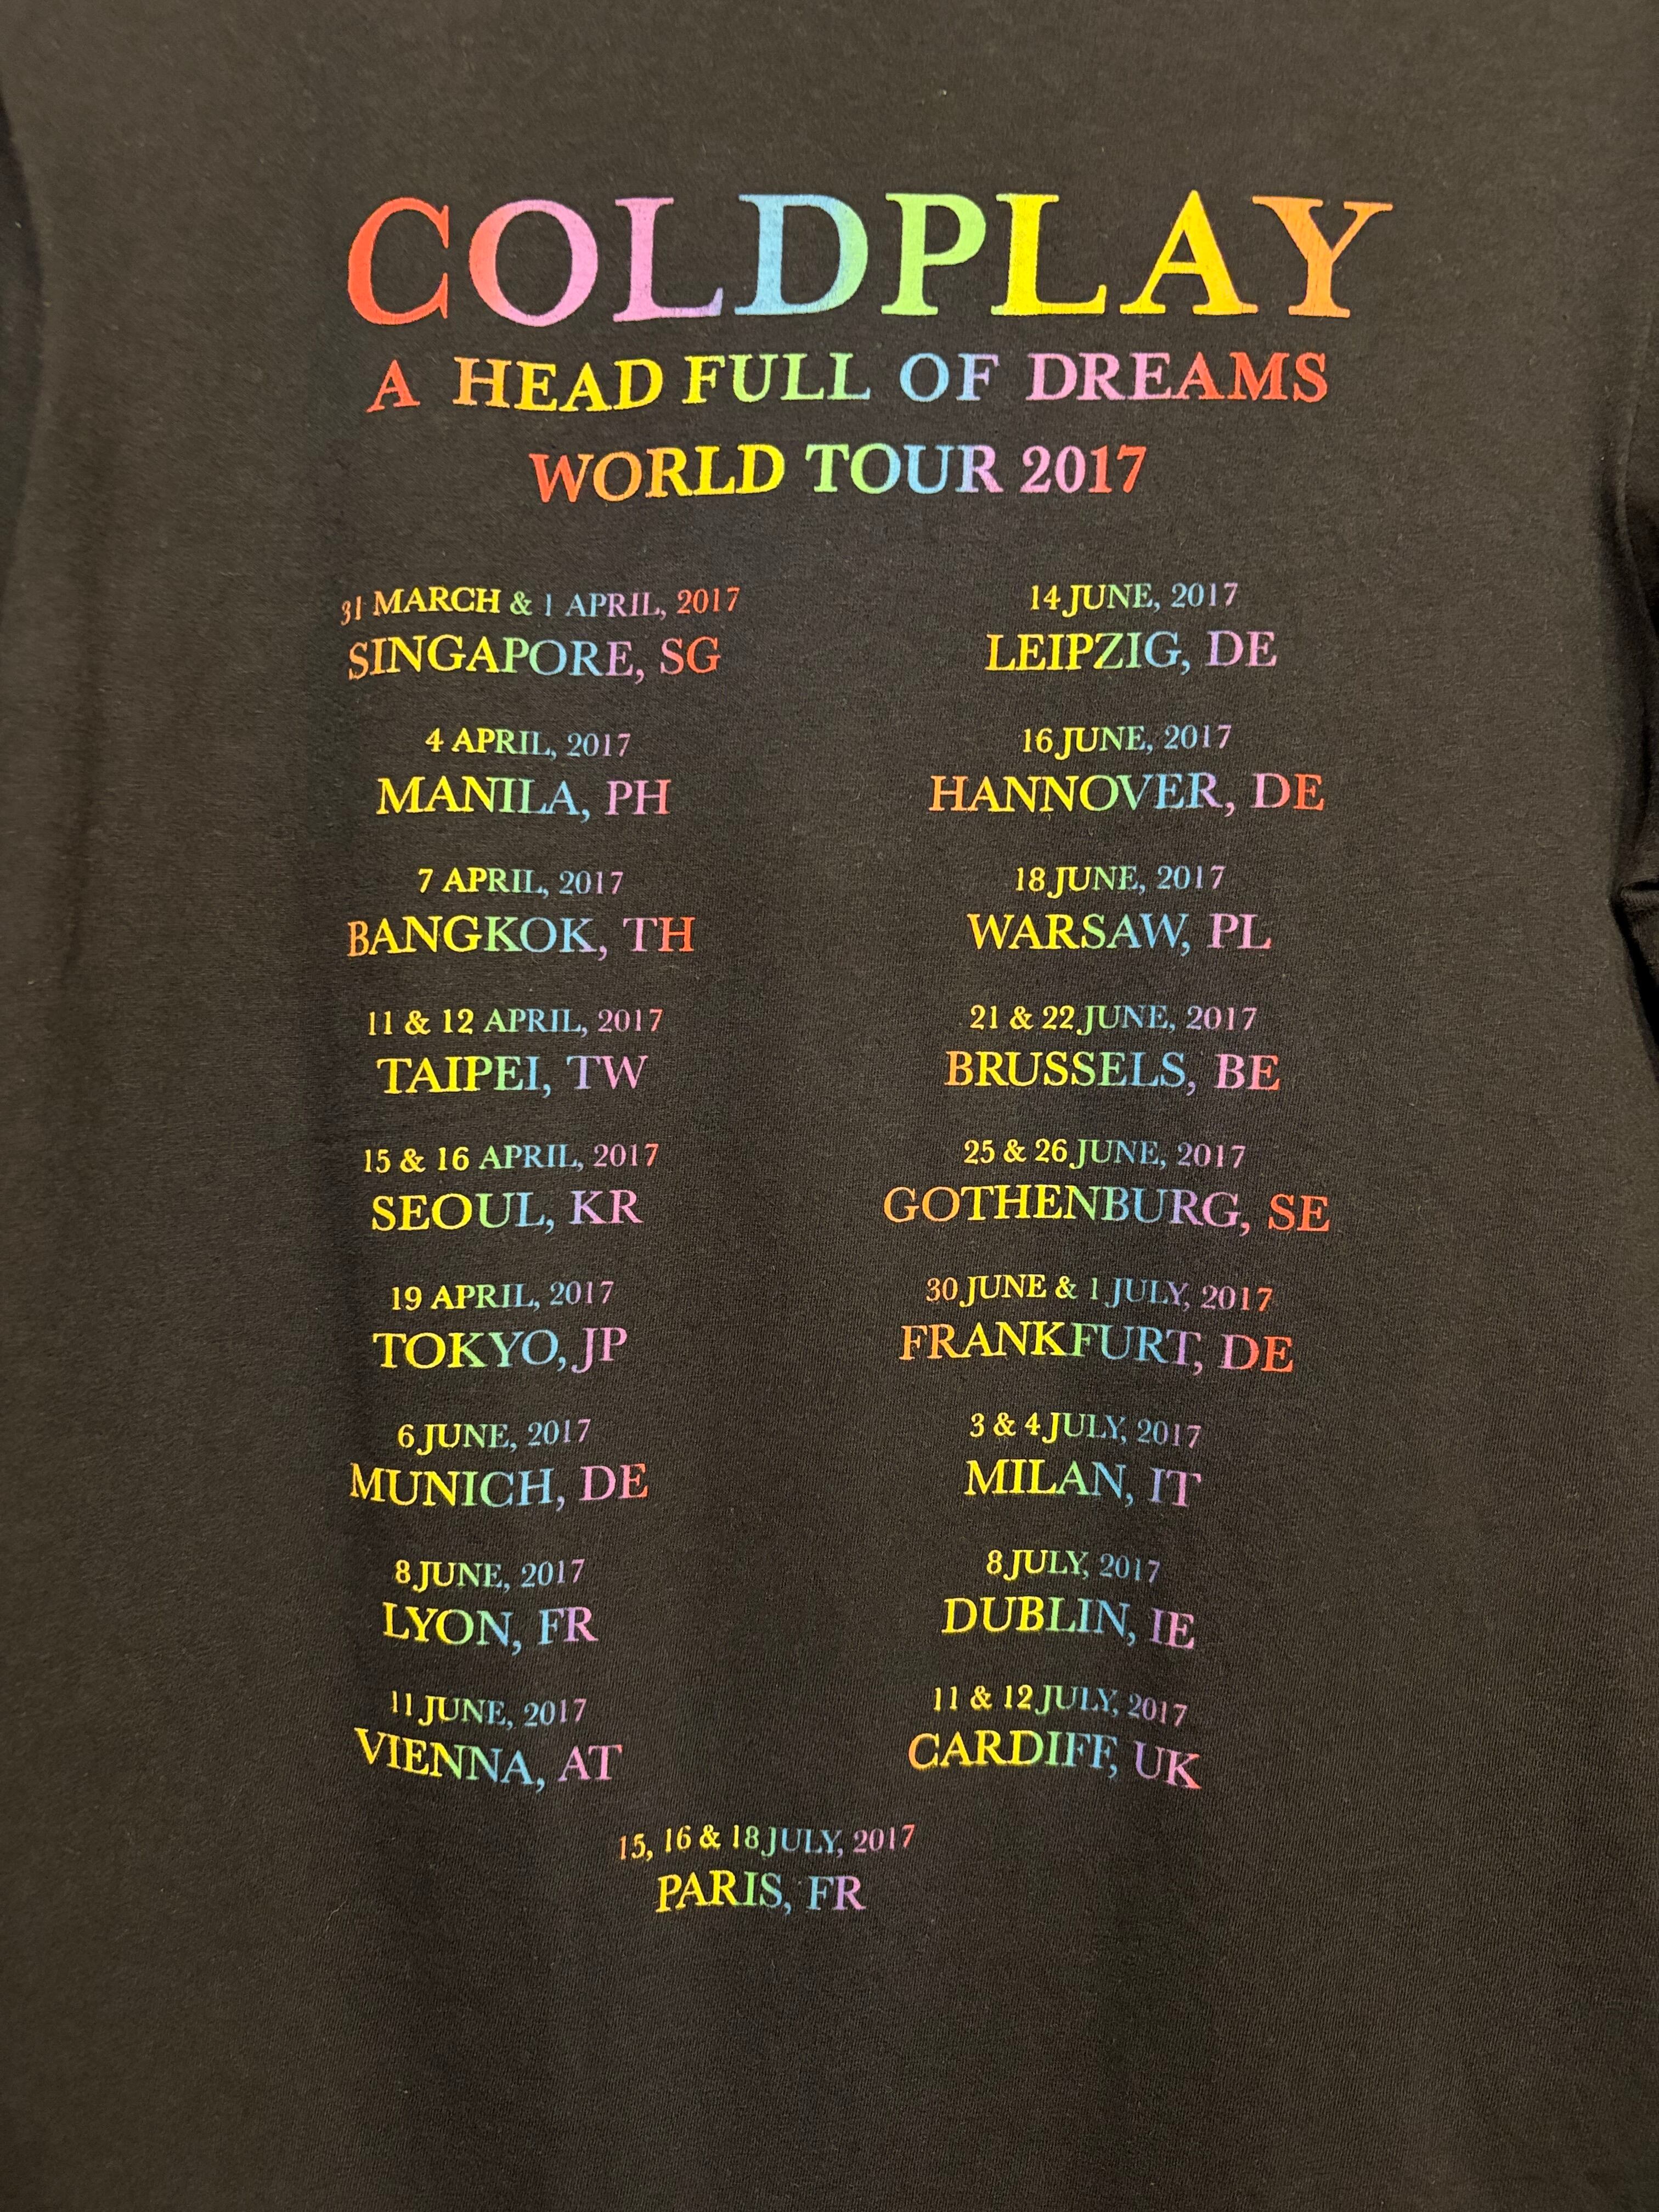 COLDPLAY
A HEAD FULL OF DREAMS
WORLD TOUR 2017
31 MARCH & 1 APRIL, 2017
SINGAPORE, SG
4 APRIL, 2017
MANILA, PH
7 APRIL, 2017
BANGKOK, TH
11 & 12 APRIL, 2017
TAIPEI, TW
15 & 16 APRIL, 2017
SEOUL, KR
19 APRIL, 2017
TOKYO, JP
6 JUNE, 2017
MUNICH, DE
8 JUNE, 2017
LYON, FR
11 JUNE, 2017
VIENNA, AT
14 JUNE, 2017
LEIPZIG, DE
16 JUNE, 2017
HANNOVER, DE
18 JUNE, 2017
WARSAW, PL
21 & 22 JUNE, 2017
BRUSSELS, BE
25 & 26 JUNE, 2017
GOTHENBURG, SE
30 JUNE & 1 JULY, 2017
FRANKFURT, DE
3 & 4 JULY, 2017
MILAN, IT
8 JULY, 2017
DUBLIN, IE
11 & 12 JULY, 2017
CARDIFF, UK
15, 16 & 18 JULY, 2017
PARIS, FR